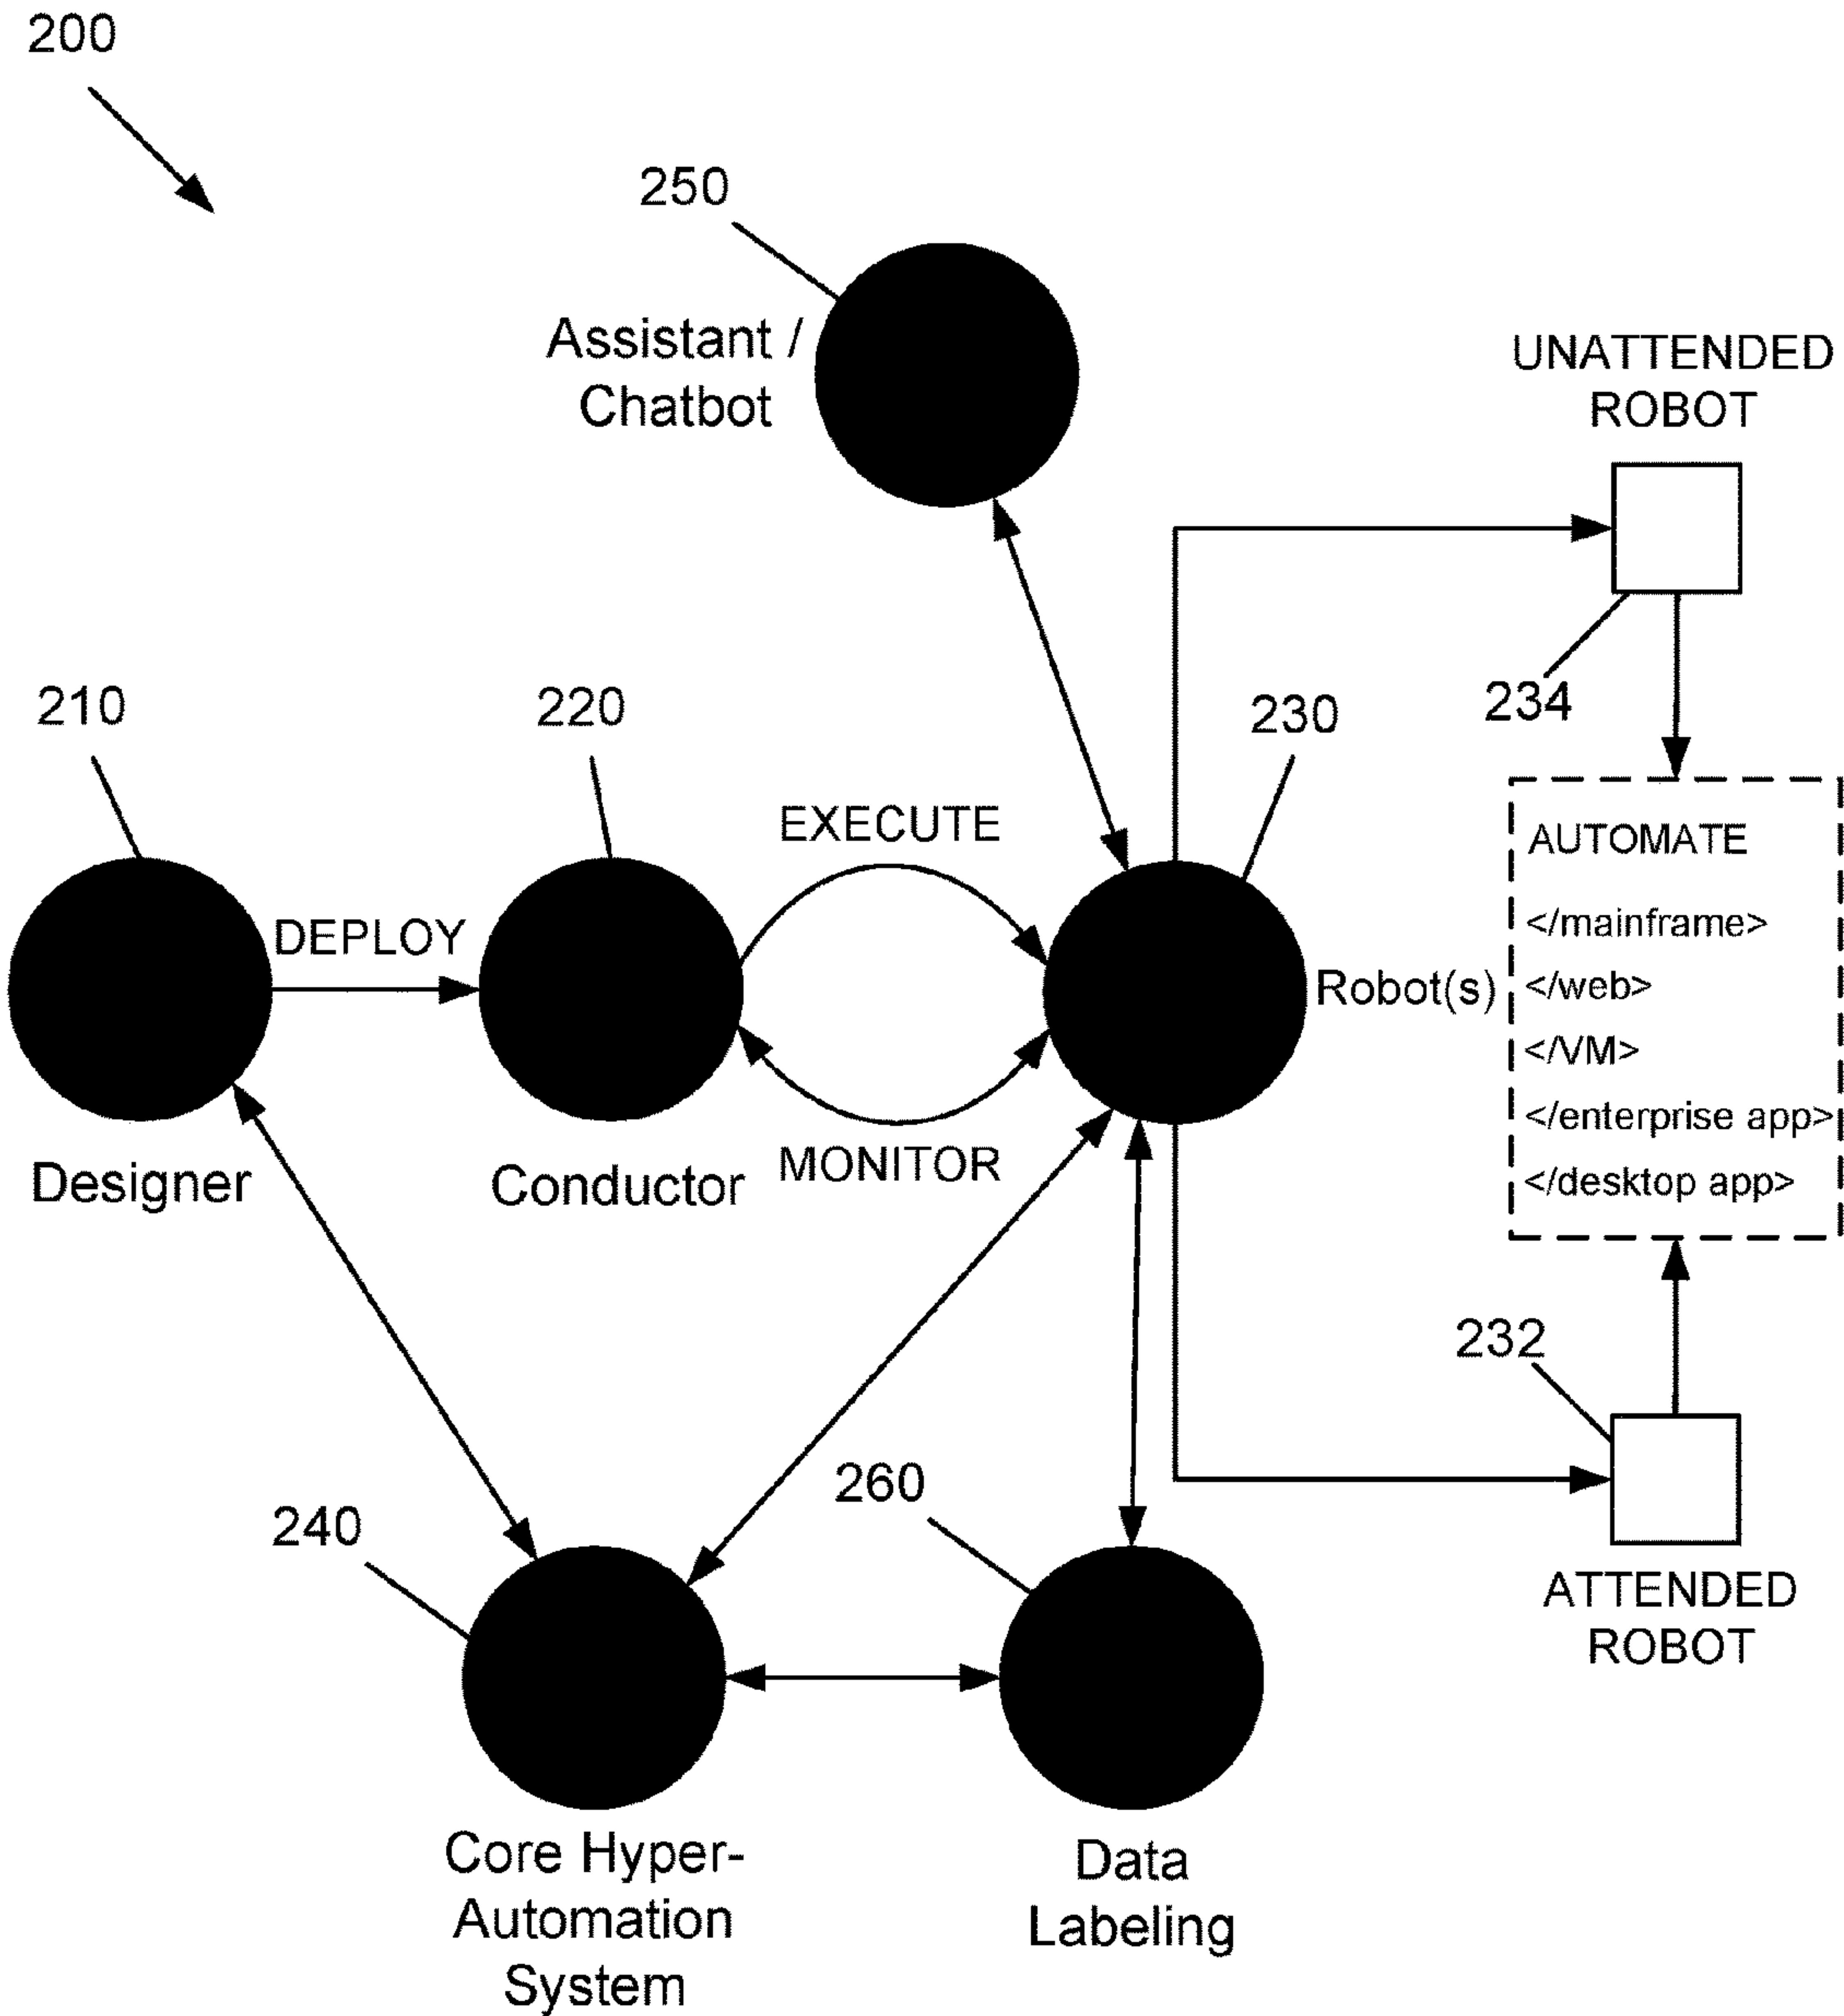 200
250
Assistant /
Chatbot
UNATTENDED
ROBOT
234
210
220
230
EXECUTE
DEPLOY
MONITOR
Designer
Conductor
Robot(s)
AUTOMATE
</mainframe>
</web>
</VM>
</enterprise app>
</desktop app>
232
ATTENDED
ROBOT
240
260
Core Hyper-
Automation
System
Data
Labeling